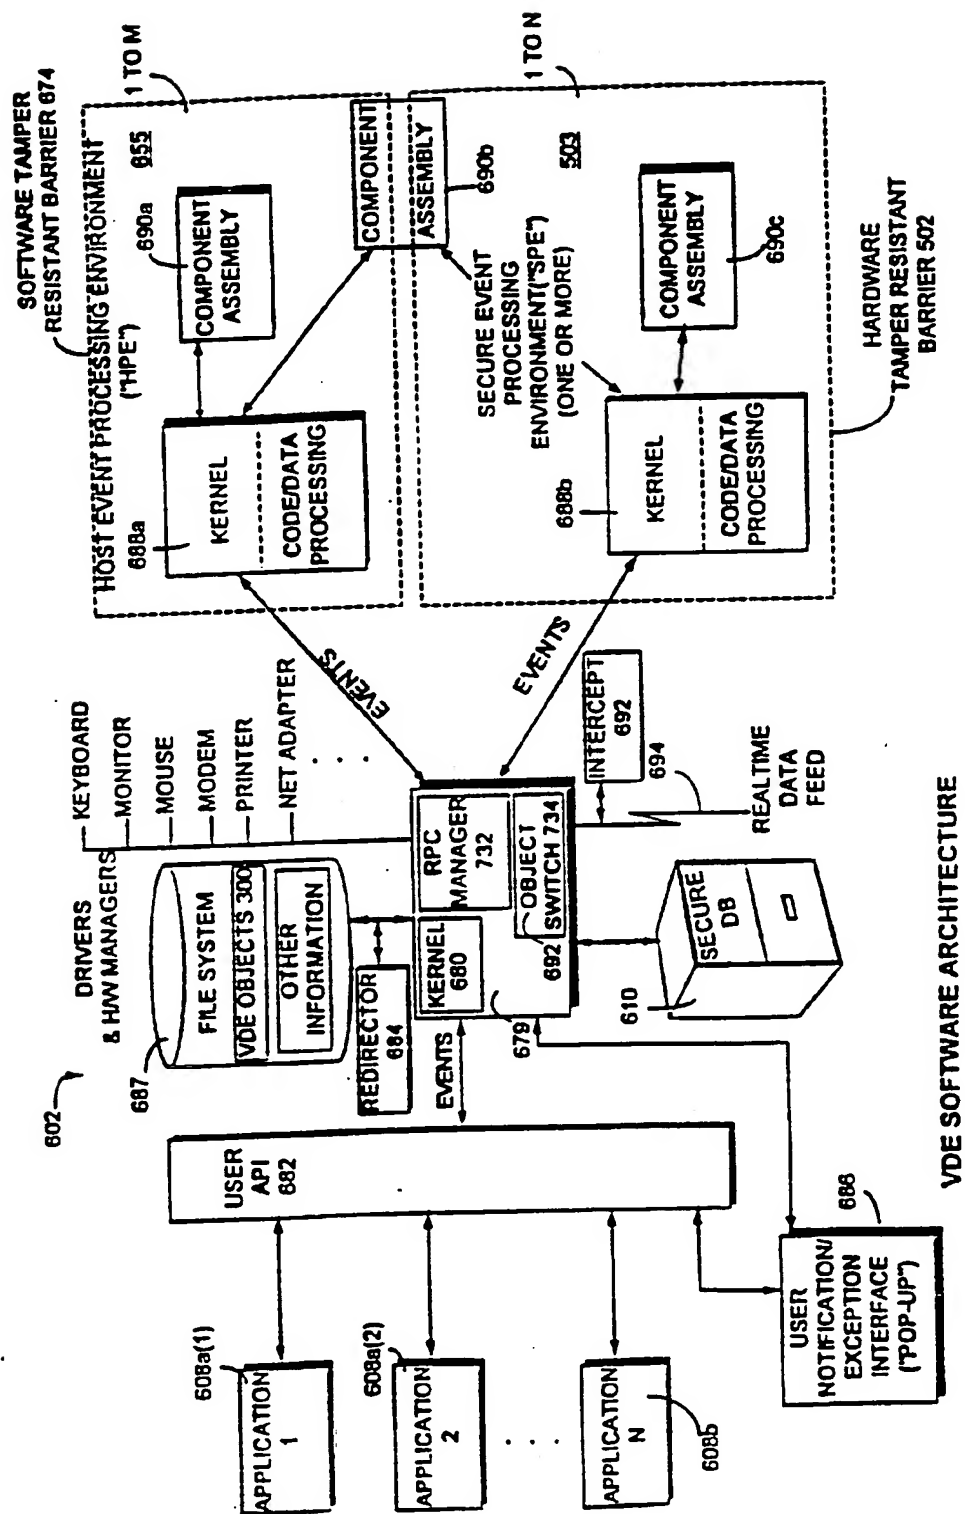 SOFTWARE TAMPER
RESISTANT BARRIER 674
HOST EVENT PROCESSING ENVIRONMENT
("HPE")
655
1 TO M
690a
COMPONENT
ASSEMBLY
688a
KERNEL
CODE/DATA
PROCESSING
COMPONENT
ASSEMBLY
690b
503
1 TO N
SECURE EVENT
PROCESSING
ENVIRONMENT("SPE")
(ONE OR MORE)
COMPONENT
ASSEMBLY
690c
688b
KERNEL
CODE/DATA
PROCESSING
HARDWARE
TAMPER RESISTANT
BARRIER 502
EVENTS
EVENTS
DRIVERS
& H/W MANAGERS
KEYBOARD
MONITOR
MOUSE
MODEM
PRINTER
NET ADAPTER
. . .
602
687
FILE SYSTEM
VDE OBJECTS 300
OTHER
INFORMATION
REDIRECTOR
684
KERNEL
680
RPC
MANAGER
732
OBJECT
SWITCH 734
692
679
INTERCEPT
692
694
REALTIME
DATA
FEED
SECURE
DB
610
EVENTS
USER
API
682
608a(1)
APPLICATION
1
608a(2)
APPLICATION
2
. . .
APPLICATION
N
608b
686
USER
NOTIFICATION/
EXCEPTION
INTERFACE
("POP-UP")
VDE SOFTWARE ARCHITECTURE